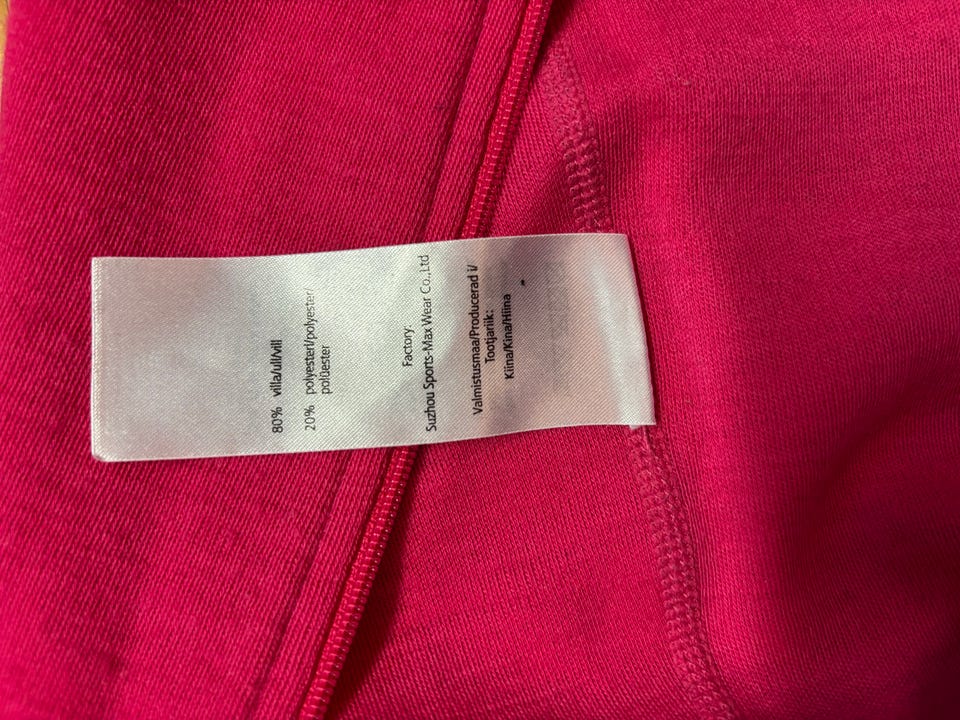 80% villa/ull/vill
20% polyesteri/polyester/
polüester
Factory:
Suzhou Sports-Max Wear Co.,Ltd
Valmistusmaa/Producerad i/
Tootjariik:
Kiina/Kina/Hiina